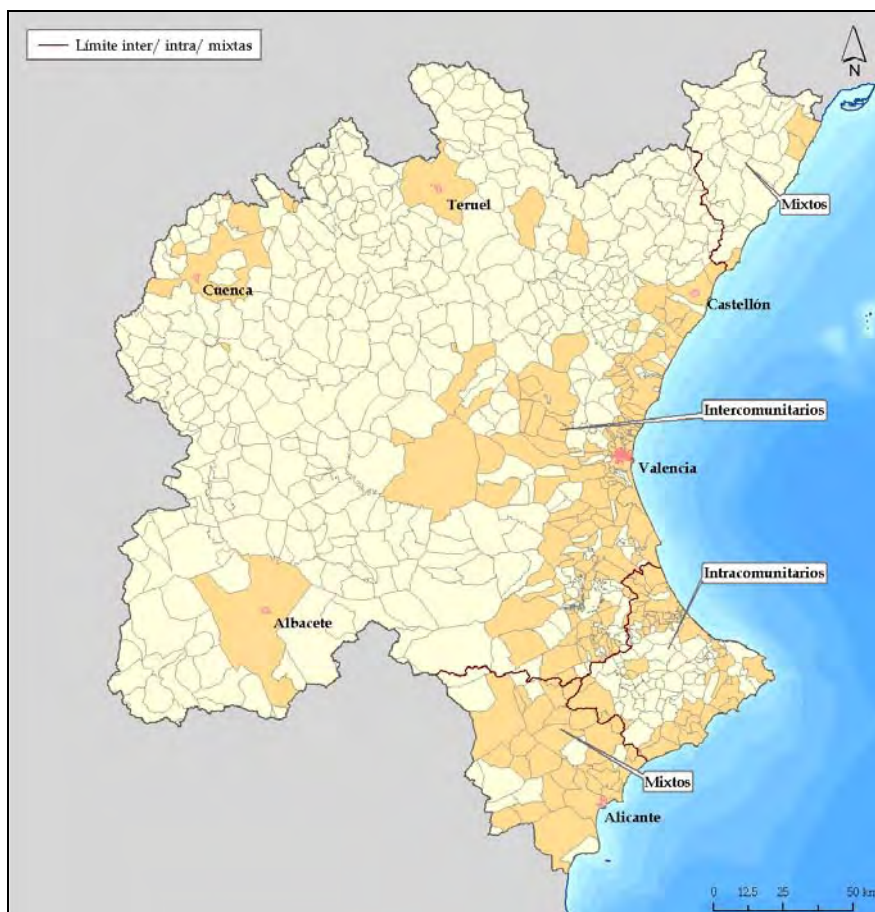 Límite inter/ intra/ mixtas
N
Teruel
Mixtos
Cuenca
Castellón
Intercomunitarios
Valencia
Intracomunitarios
Albacete
Mixtos
Alicante
0 12,5 25 50 km